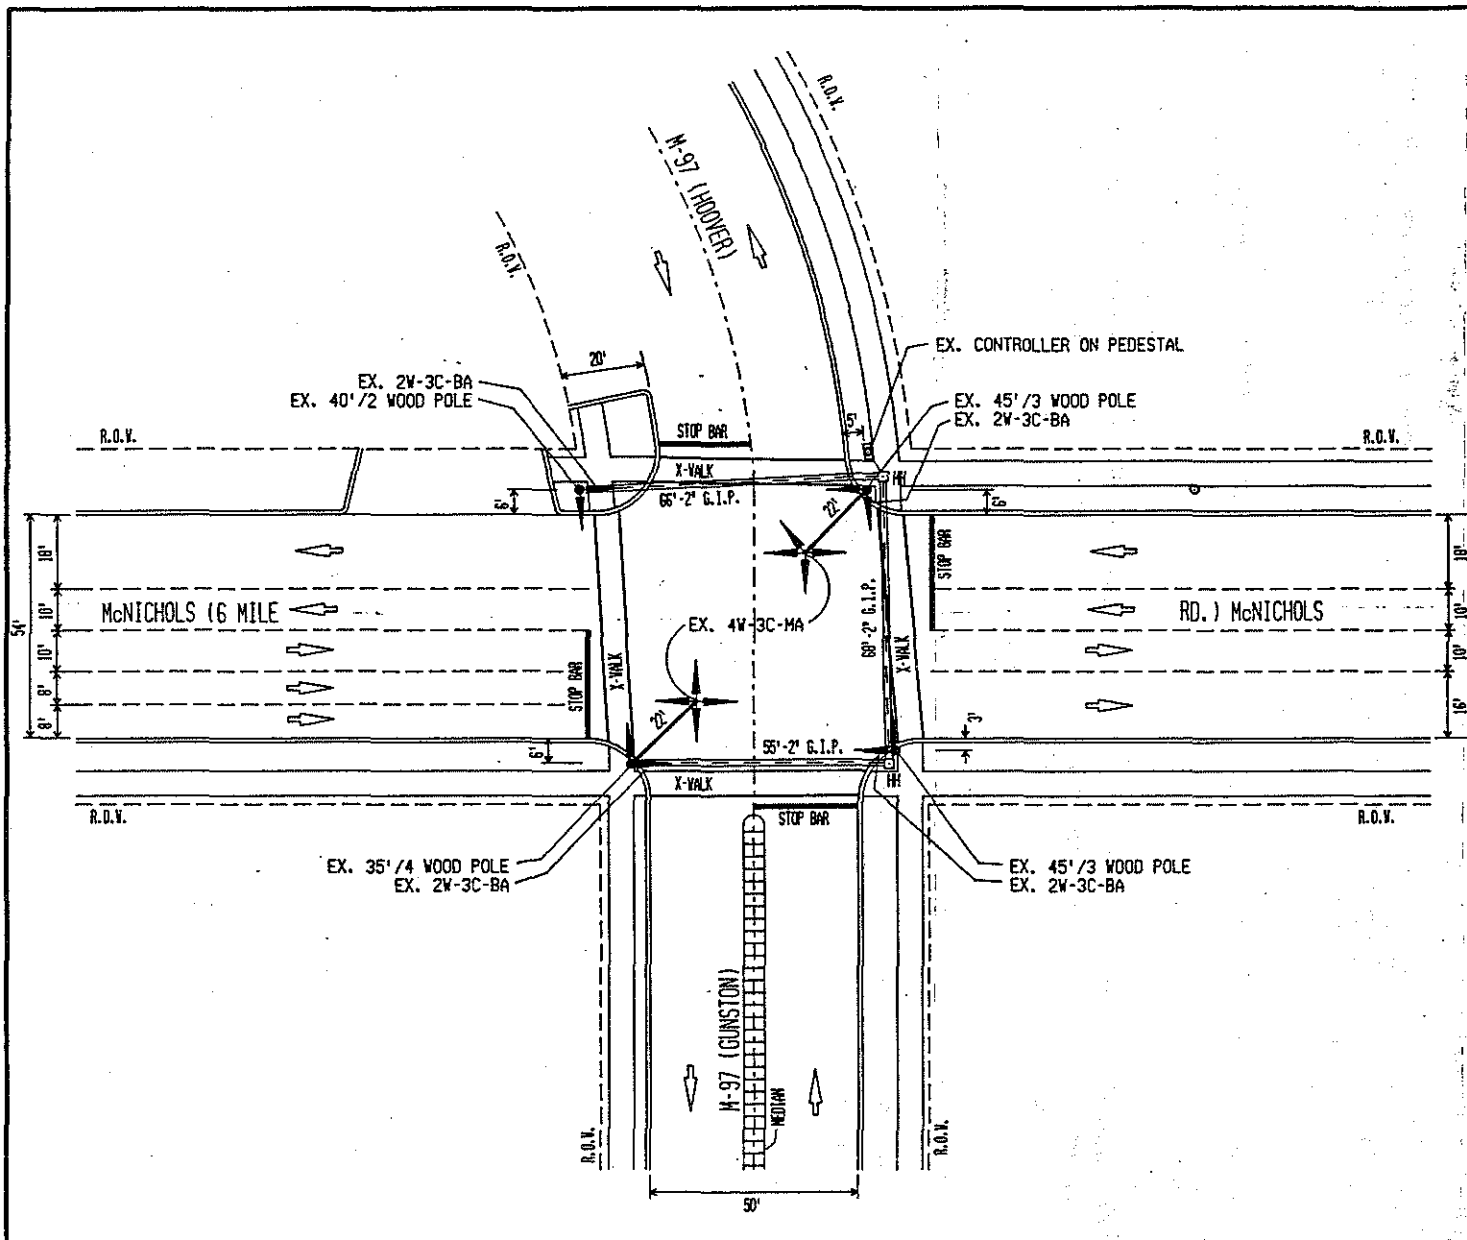 R.O.W.
M-97 (HOOVER)
R.O.W.
EX. CONTROLLER ON PEDESTAL
20'
EX. 2W-3C-BA
EX. 40'/2 WOOD POLE
EX. 45'/3 WOOD POLE
EX. 2W-3C-BA
5'
R.O.W.
STOP BAR
R.O.W.
X-WALK
HH
66'-2" G.I.P.
6'
6'
22'
18'
STOP BAR
18'
54'
10'
McNICHOLS (6 MILE
RD.) McNICHOLS
10'
68'-2" G.I.P.
EX. 4W-3C-MA
10'
X-WALK
STOP BAR
X-WALK
10'
8'
22'
16'
8'
3'
6'
55'-2" G.I.P.
X-WALK
HH
R.O.W.
STOP BAR
R.O.W.
EX. 35'/4 WOOD POLE
EX. 2W-3C-BA
EX. 45'/3 WOOD POLE
EX. 2W-3C-BA
M-97 (GUNSTON)
MEDIAN
R.O.W.
R.O.W.
50'